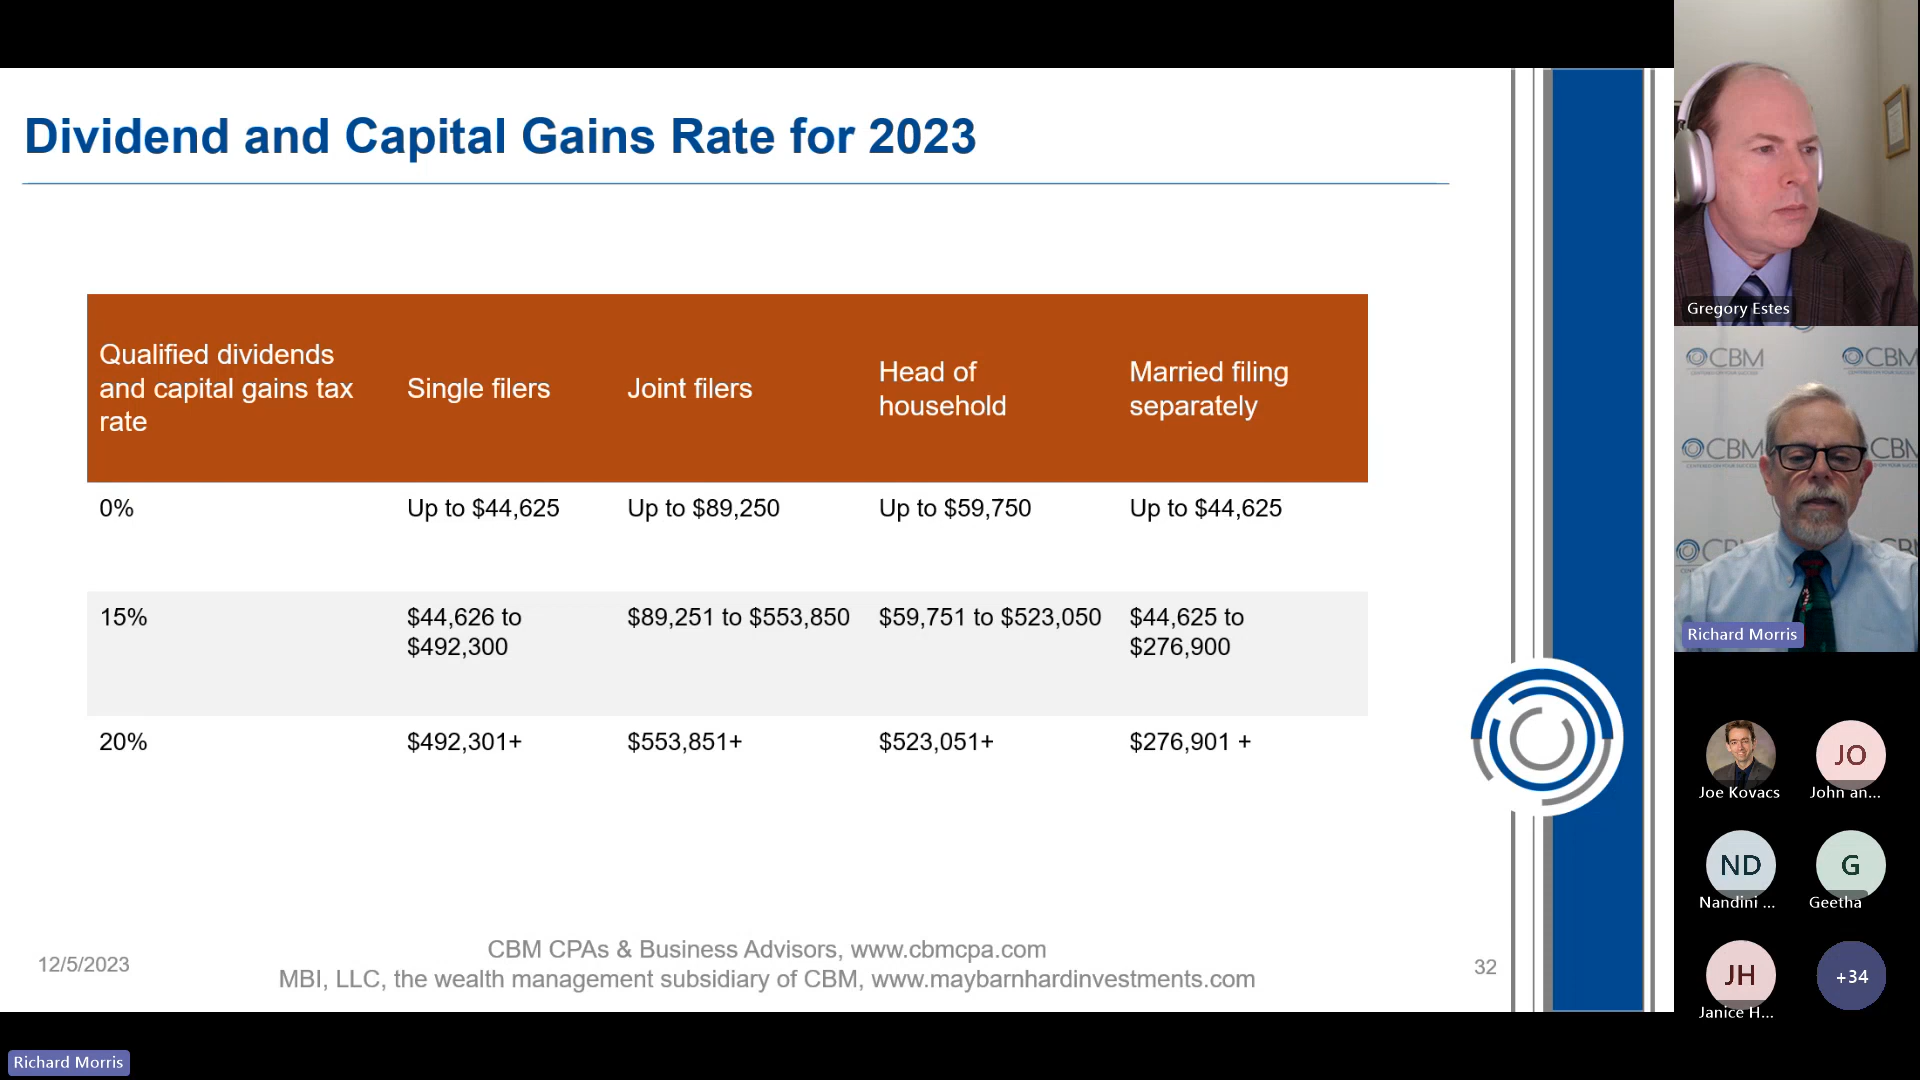 Dividend and Capital Gains Rate for 2023
Qualified dividends
and capital gains tax
rate
Single filers
Joint filers
Head of
household
Married filing
separately
0%
Up to $44,625
Up to $89,250
Up to $59,750
Up to $44,625
15%
$44,626 to
$492,300
$89,251 to $553,850
$59,751 to $523,050
$44,625 to
$276,900
20%
$492,301+
$553,851+
$523,051+
$276,901 +
12/5/2023
CBM CPAs & Business Advisors, www.cbmcpa.com
MBI, LLC, the wealth management subsidiary of CBM, www.maybarnhardinvestments.com
32
Richard Morris
Gregory Estes
CBM
CBM
CBM
CBM
Richard Morris
Joe Kovacs
JO
John an...
ND
Nandini ...
G
Geetha
JH
Janice H...
+34